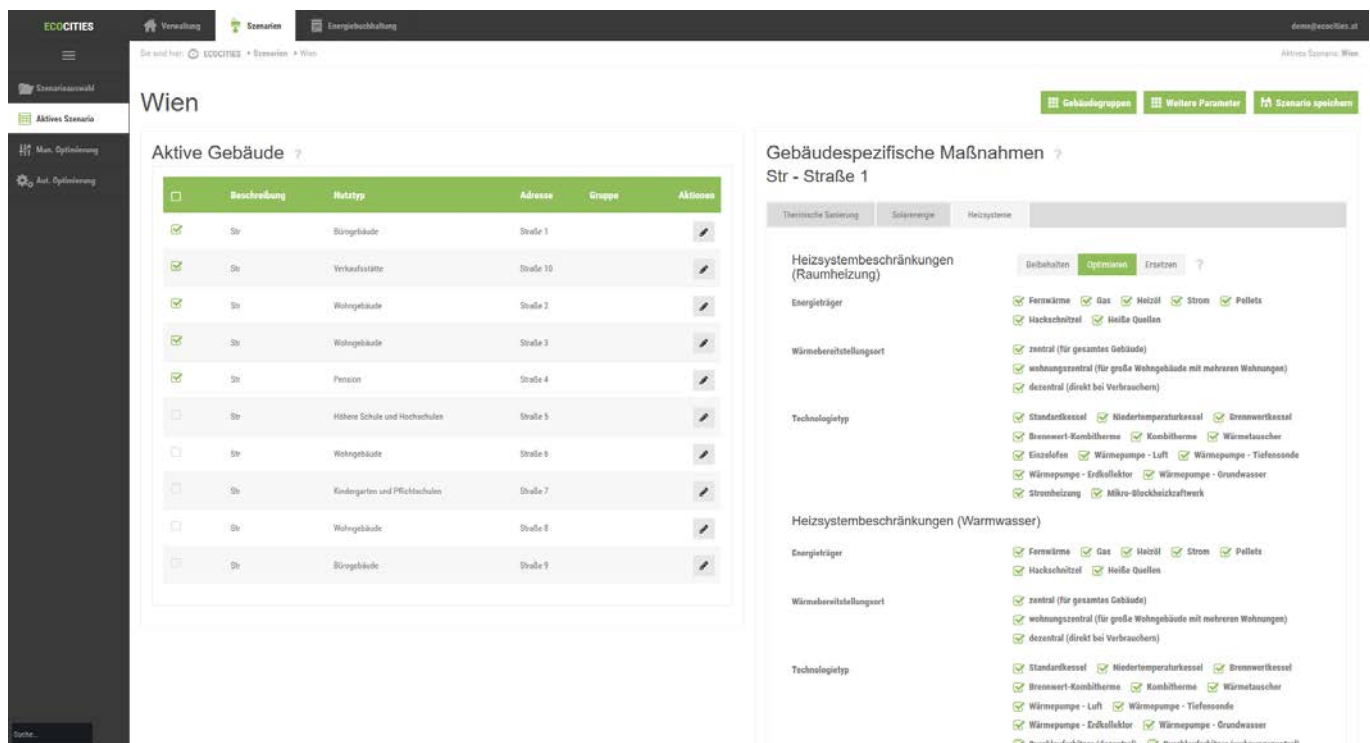 ECOCITIES
Verwaltung
Szenarien
Energiebuchhaltung
demo@ecocities.at
Sie sind hier: ECOCITIES Szenarien Wien
Aktives Szenario: Wien
Szenarioauswahl
Aktives Szenario
Man. Optimierung
Aut. Optimierung
Suche...
Wien
Gebäudegruppen
Weitere Parameter
Szenario speichern
Aktive Gebäude ?
Beschreibung Nutztyp Adresse Gruppe Aktionen
Str Bürogebäude Straße 1
Str Verkaufsstätte Straße 10
Str Wohngebäude Straße 2
Str Wohngebäude Straße 3
Str Pension Straße 4
Str Höhere Schule und Hochschulen Straße 5
Str Wohngebäude Straße 6
Str Kindergarten und Pflichtschulen Straße 7
Str Wohngebäude Straße 8
Str Bürogebäude Straße 9
Gebäudespezifische Maßnahmen ?
Str - Straße 1
Thermische Sanierung Solarenergie Heizsysteme
Heizsystembeschränkungen
(Raumheizung)
Beibehalten Optimieren Ersetzen ?
Energieträger
Fernwärme Gas Heizöl Strom Pellets
Hackschnitzel Heiße Quellen
Wärmebereitstellungsort
zentral (für gesamtes Gebäude)
wohnungszentral (für große Wohngebäude mit mehreren Wohnungen)
dezentral (direkt bei Verbrauchern)
Technologietyp
Standardkessel Niedertemperaturkessel Brennwertkessel
Brennwert-Kombitherme Kombitherme Wärmetauscher
Einzelofen Wärmepumpe - Luft Wärmepumpe - Tiefensonde
Wärmepumpe - Erdkollektor Wärmepumpe - Grundwasser
Stromheizung Mikro-Blockheizkraftwerk
Heizsystembeschränkungen (Warmwasser)
Energieträger
Fernwärme Gas Heizöl Strom Pellets
Hackschnitzel Heiße Quellen
Wärmebereitstellungsort
zentral (für gesamtes Gebäude)
wohnungszentral (für große Wohngebäude mit mehreren Wohnungen)
dezentral (direkt bei Verbrauchern)
Technologietyp
Standardkessel Niedertemperaturkessel Brennwertkessel
Brennwert-Kombitherme Kombitherme Wärmetauscher
Wärmepumpe - Luft Wärmepumpe - Tiefensonde
Wärmepumpe - Erdkollektor Wärmepumpe - Grundwasser